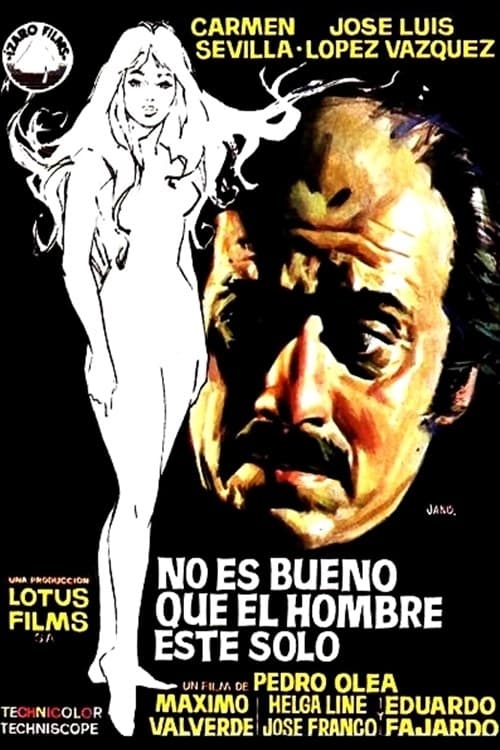 IZARO FILMS
CARMEN SEVILLA · JOSE LUIS LOPEZ VAZQUEZ
JANO.
UNA PRODUCCION
LOTUS FILMS
S.A
NO ES BUENO
QUE EL HOMBRE
ESTE SOLO
UN FILM DE PEDRO OLEA
MAXIMO VALVERDE
HELGA LINE
JOSE FRANCO
Y EDUARDO FAJARDO
TECHNICOLOR
TECHNISCOPE